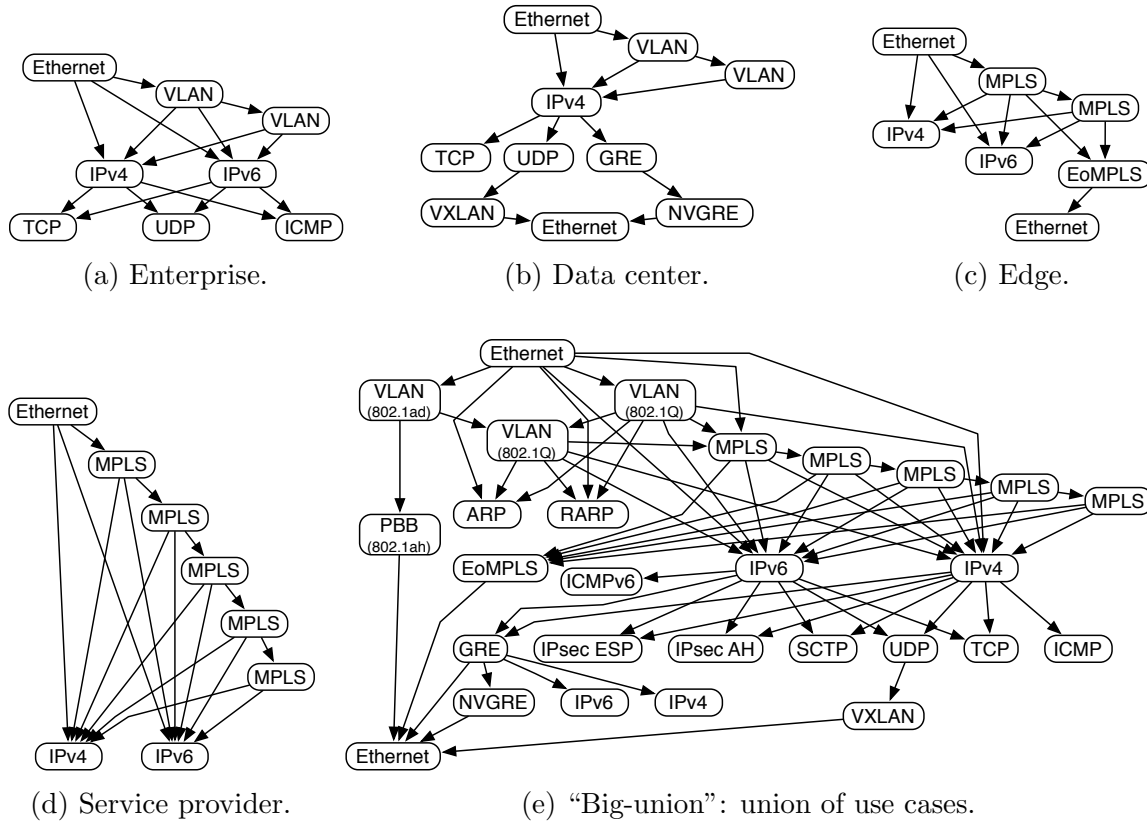 Ethernet
VLAN
VLAN
IPv4
IPv6
TCP
UDP
ICMP
(a) Enterprise.
Ethernet
VLAN
VLAN
IPv4
TCP
UDP
GRE
VXLAN
NVGRE
Ethernet
(b) Data center.
Ethernet
MPLS
MPLS
IPv4
IPv6
EoMPLS
Ethernet
(c) Edge.
Ethernet
MPLS
MPLS
MPLS
MPLS
MPLS
IPv4
IPv6
(d) Service provider.
Ethernet
VLAN
(802.1ad)
VLAN
(802.1Q)
VLAN
(802.1Q)
MPLS
MPLS
MPLS
MPLS
MPLS
ARP
RARP
PBB
(802.1ah)
EoMPLS
ICMPv6
IPv6
IPv4
GRE
IPsec ESP
IPsec AH
SCTP
UDP
TCP
ICMP
NVGRE
IPv6
IPv4
VXLAN
Ethernet
(e) “Big-union”: union of use cases.